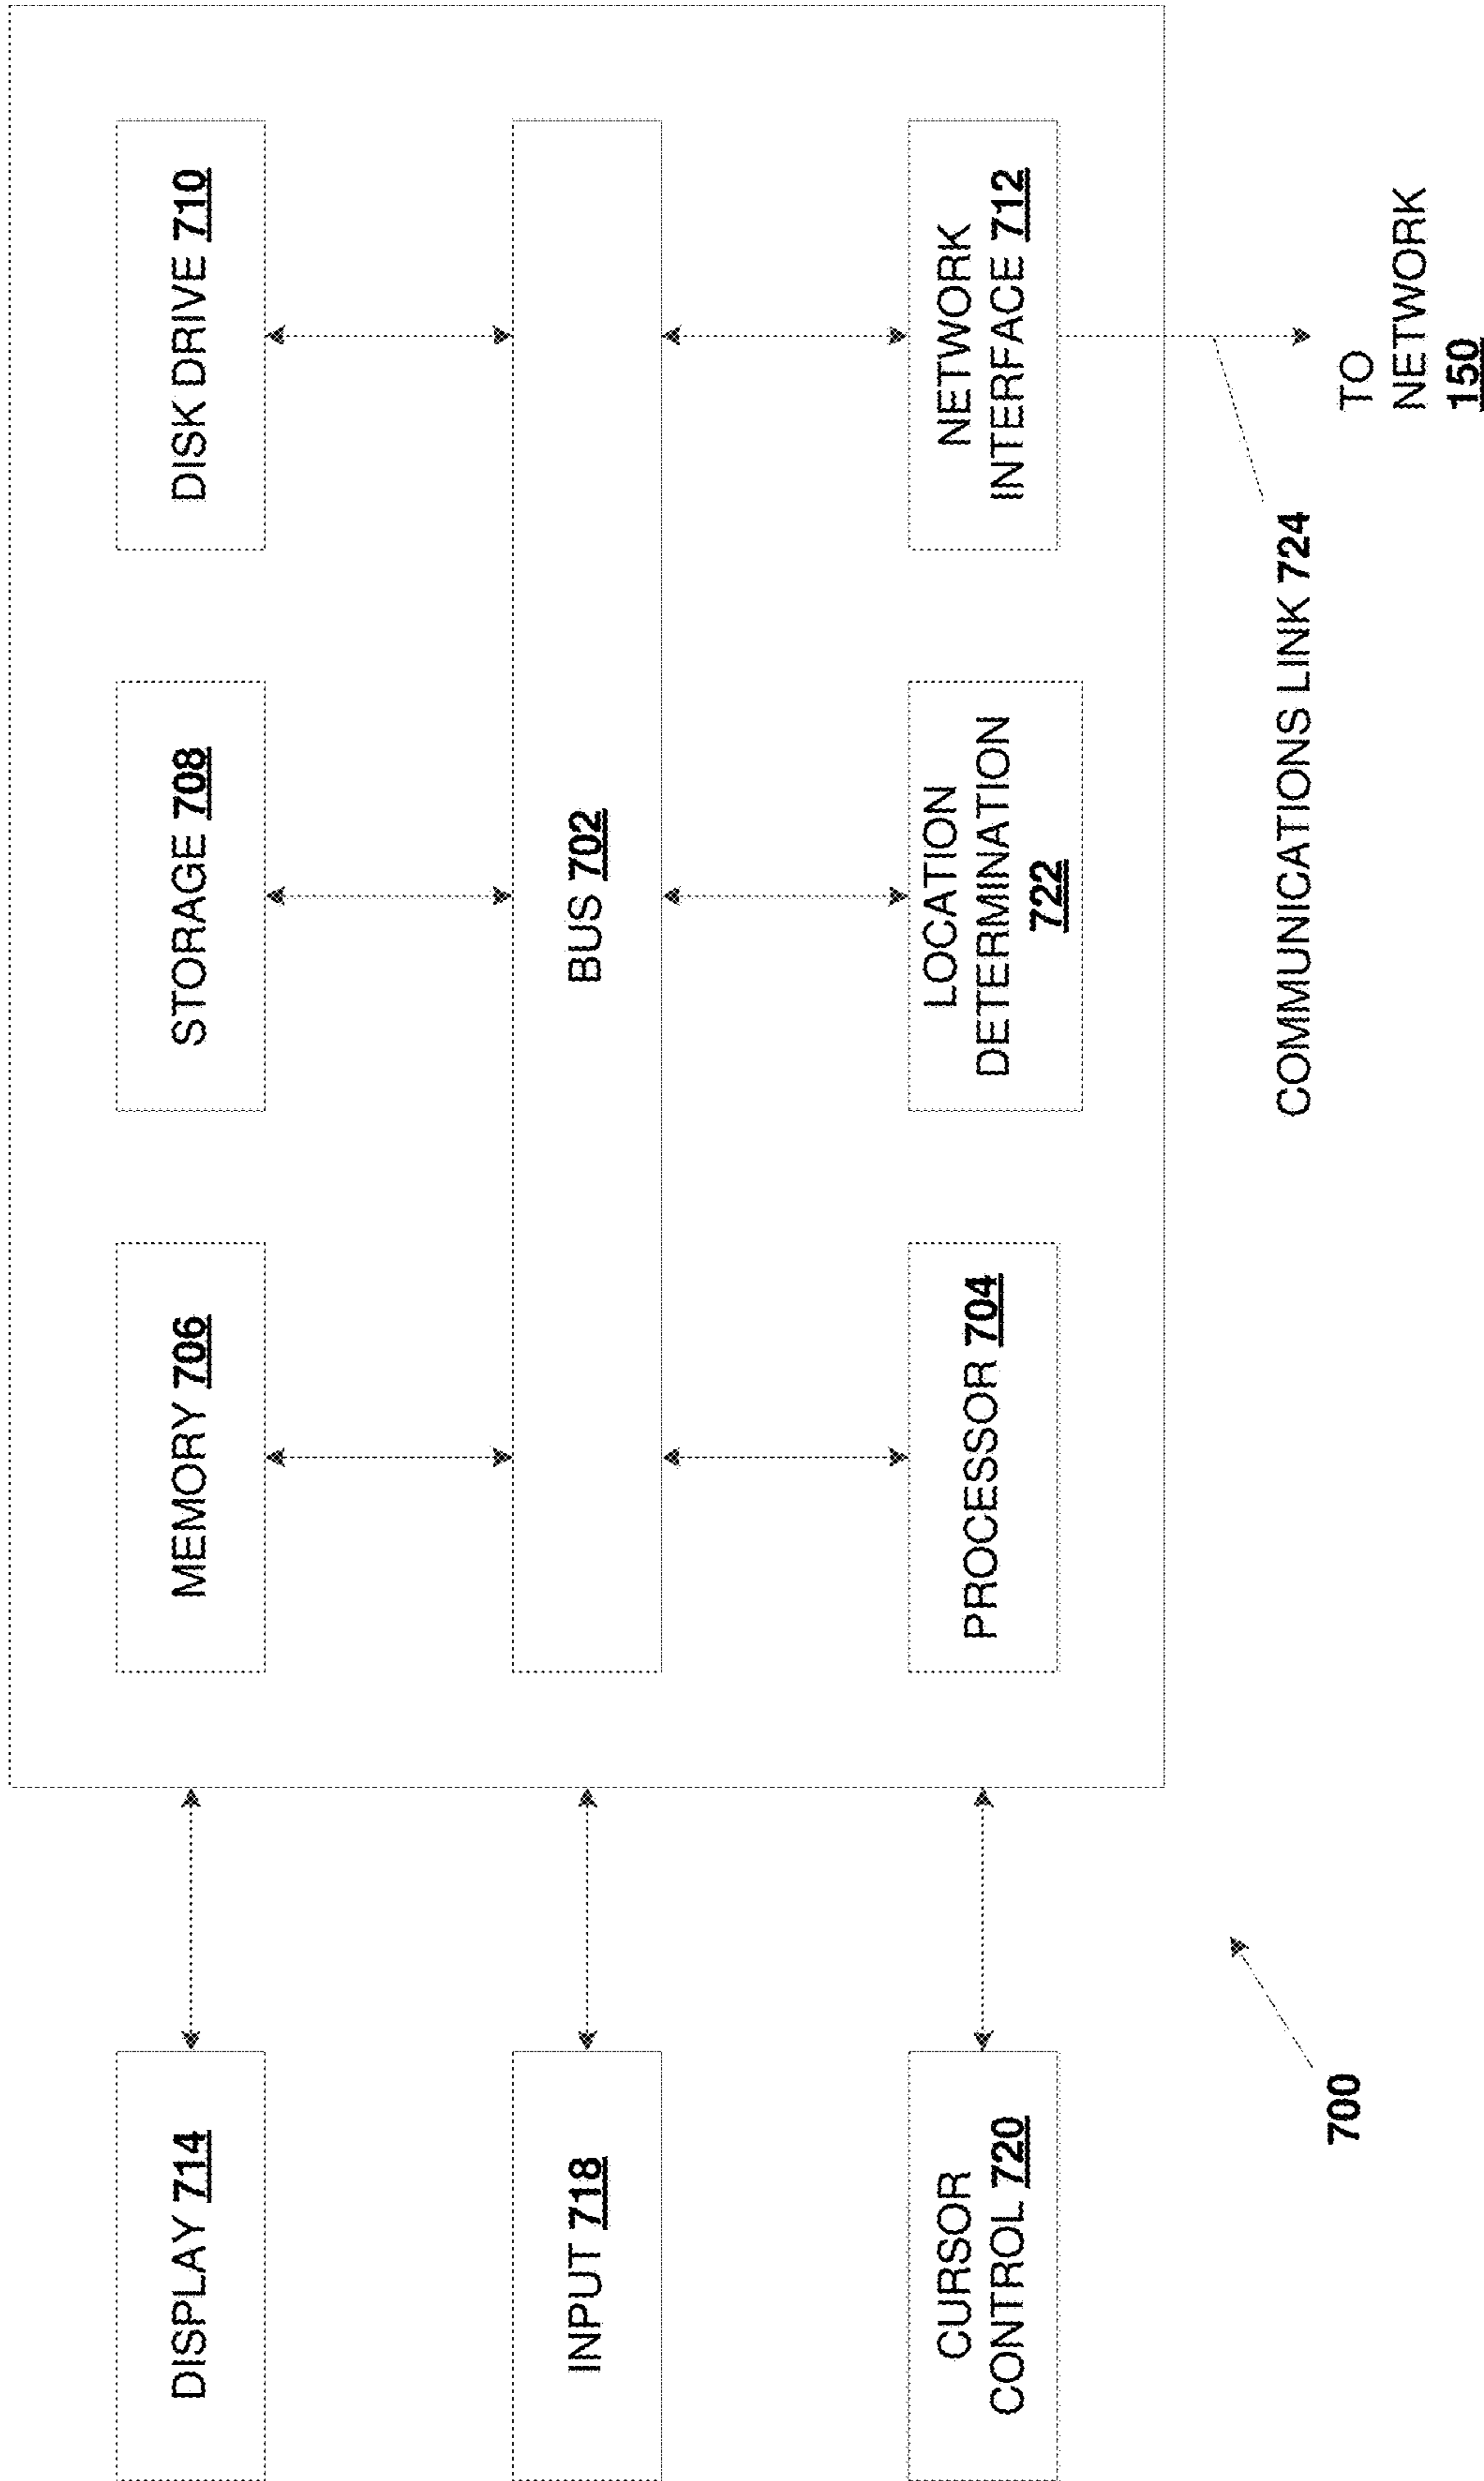 DISPLAY 714
MEMORY 706
STORAGE 708
DISK DRIVE 710
INPUT 718
BUS 702
CURSOR
CONTROL 720
PROCESSOR 704
LOCATION
DETERMINATION
722
NETWORK
INTERFACE 712
COMMUNICATIONS LINK 724
700
TO
NETWORK
150